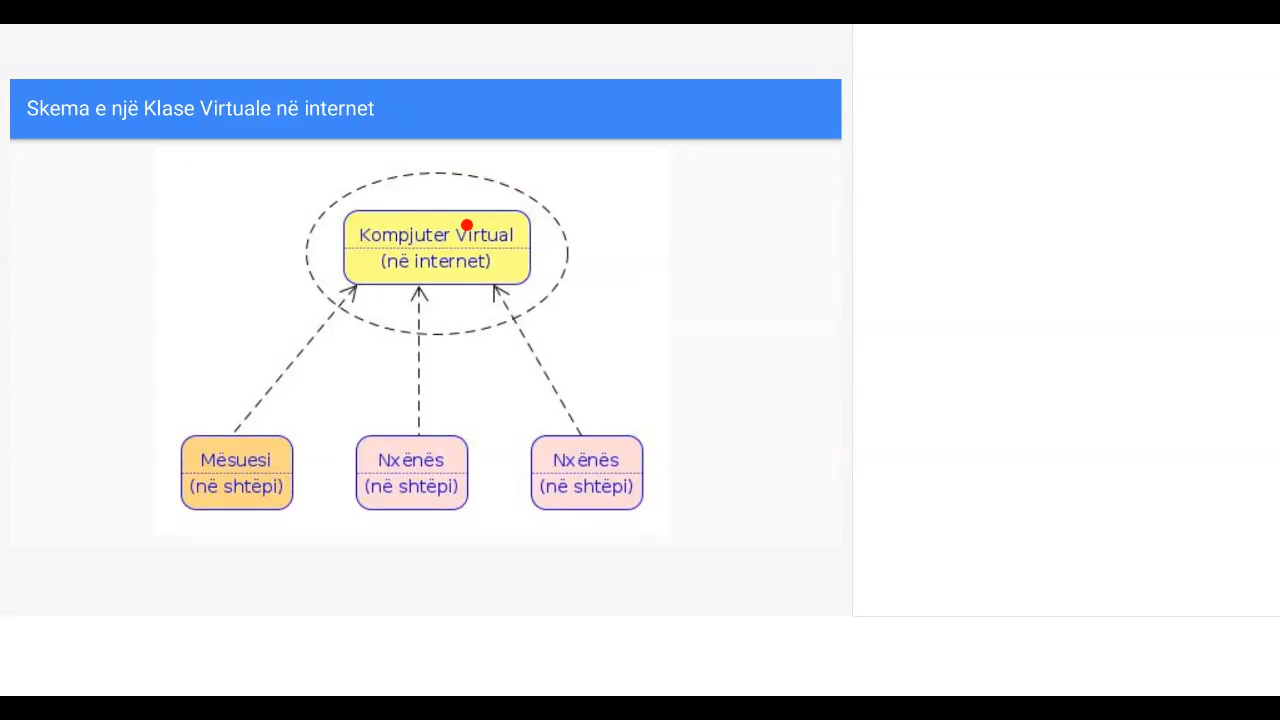 Skema e një Klase Virtuale në internet
Kompjuter Virtual
(në internet)
Mësuesi
(në shtëpi)
Nxënës
(në shtëpi)
Nxënës
(në shtëpi)